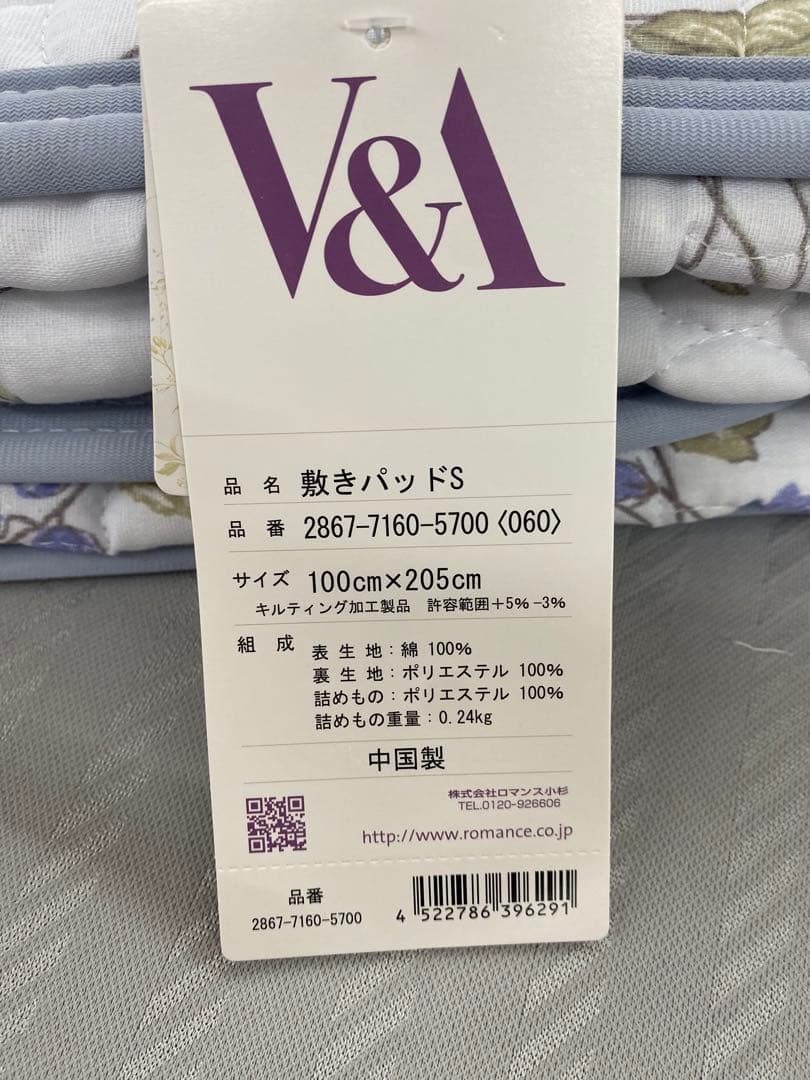 V&A
品名 敷きパッドS
品番 2867-7160-5700〈060〉
サイズ 100cm×205cm
キルティング加工製品 許容範囲+5%-3%
組成 表生地:綿 100%
裏生地:ポリエステル 100%
詰めもの:ポリエステル 100%
詰めもの重量:0.24kg
中国製
株式会社ロマンス小杉
TEL.0120-926606
http://www.romance.co.jp
品番
2867-7160-5700
4 522786 396291